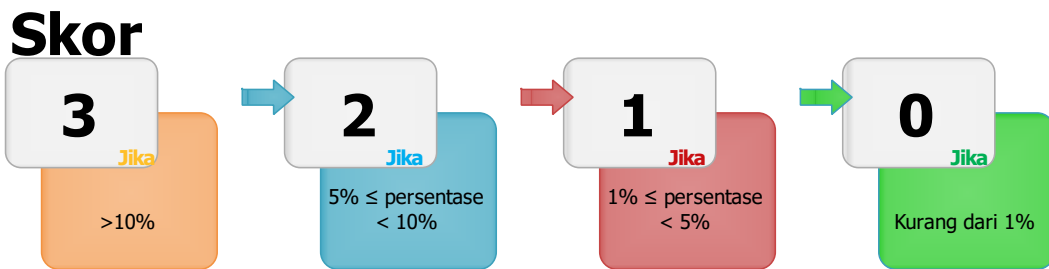 Skor
3
Jika
>10%
2
Jika
5% ≤ persentase
< 10%
1
Jika
1% ≤ persentase
< 5%
0
Jika
Kurang dari 1%